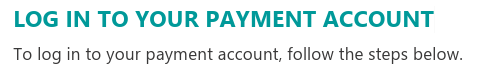 LOG IN TO YOUR PAYMENT ACCOUNT
To log in to your payment account, follow the steps below.